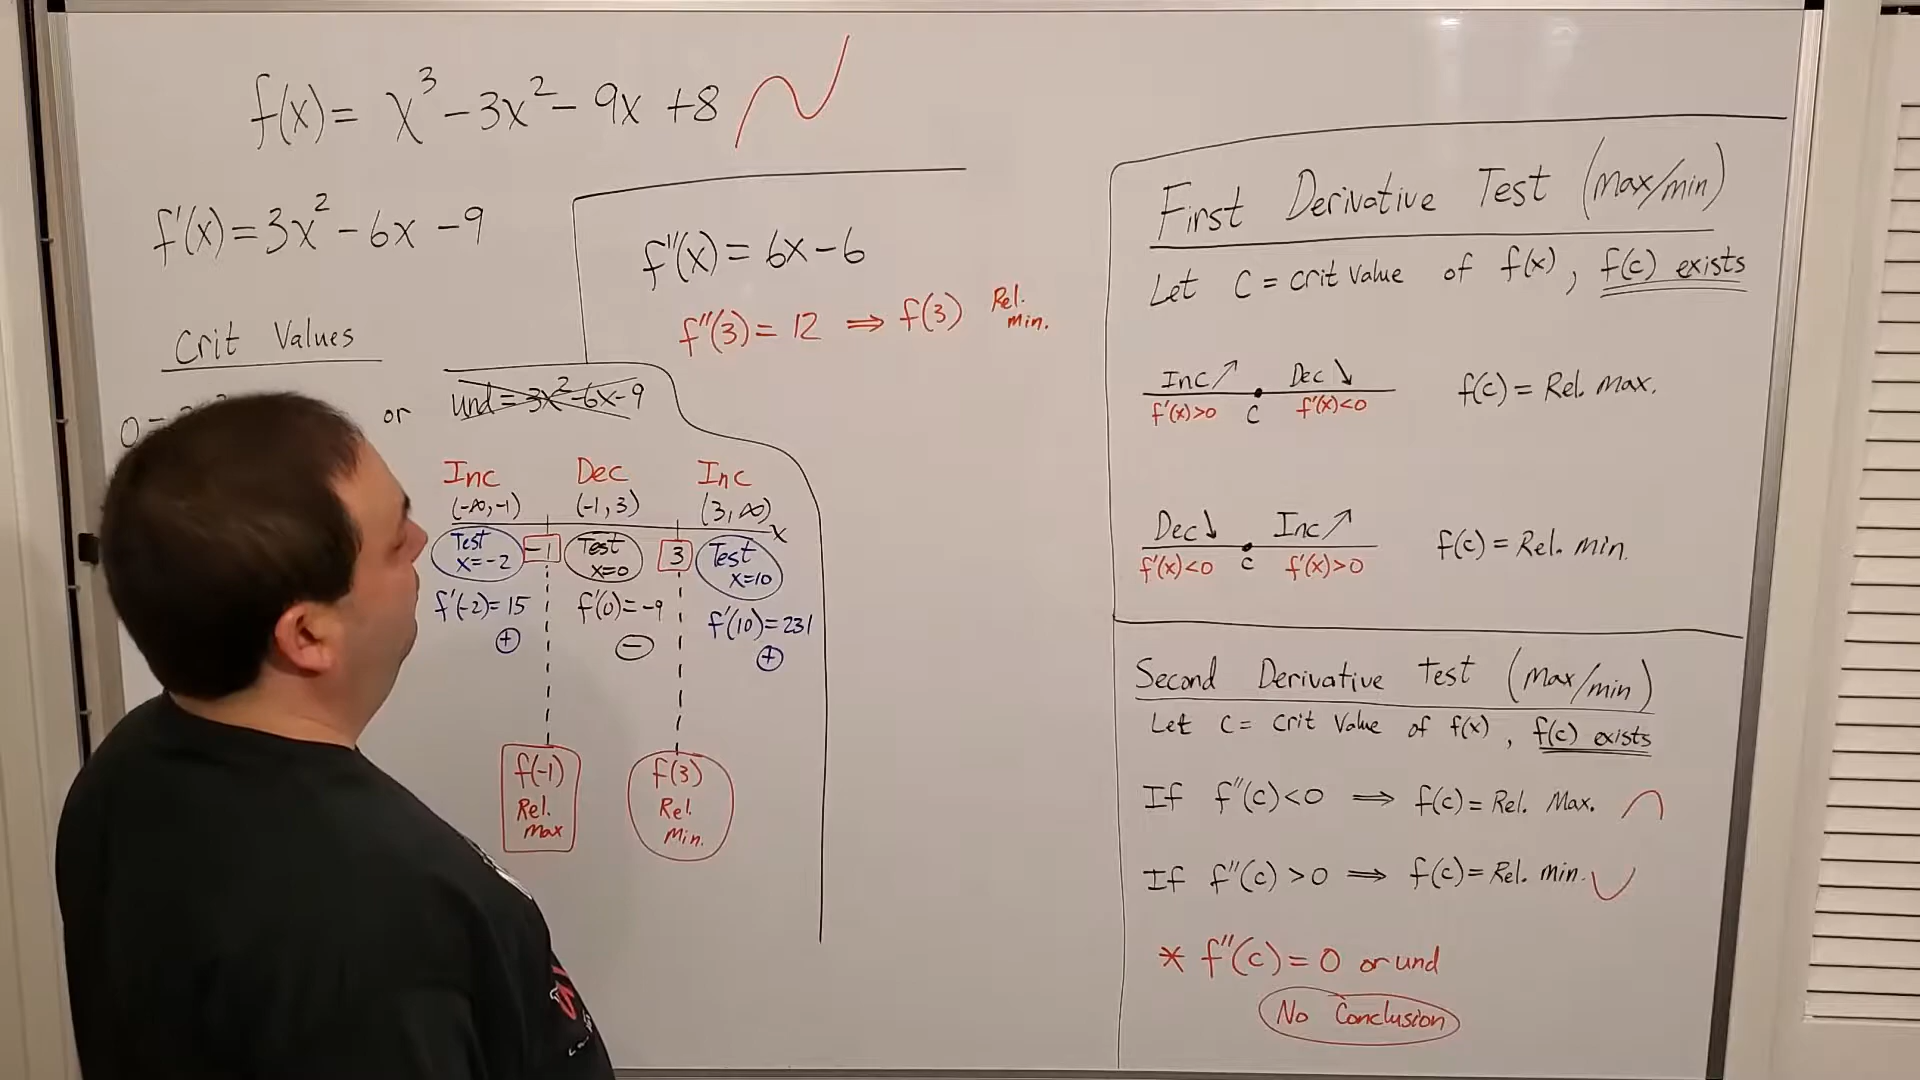 f(x) = x³ - 3x² - 9x + 8
f'(x) = 3x² - 6x - 9
Crit Values
0 =
or
und = 3x² - 6x - 9
f''(x) = 6x - 6
f''(3) = 12 ⟹ f(3) Rel. min.
Inc Dec Inc
(-∞, -1) (-1, 3) (3, ∞)
x
Test x=-2 -1 Test x=0 3 Test x=10
f'(-2) = 15 f'(0) = -9 f'(10) = 231
+ - +
f(-1) Rel. max
f(3) Rel. Min.
First Derivative Test (max/min)
Let C = crit value of f(x), f(c) exists
Inc ↗ Dec ↘
f'(x)>0 C f'(x)<0 f(c) = Rel. max.
Dec ↘ Inc ↗
f'(x)<0 c f'(x)>0 f(c) = Rel. min.
Second Derivative Test (max/min)
Let C = Crit Value of f(x), f(c) exists
If f''(c) < 0 ⟹ f(c) = Rel. Max.
If f''(c) > 0 ⟹ f(c) = Rel. min.
* f''(c) = 0 or und
No Conclusion